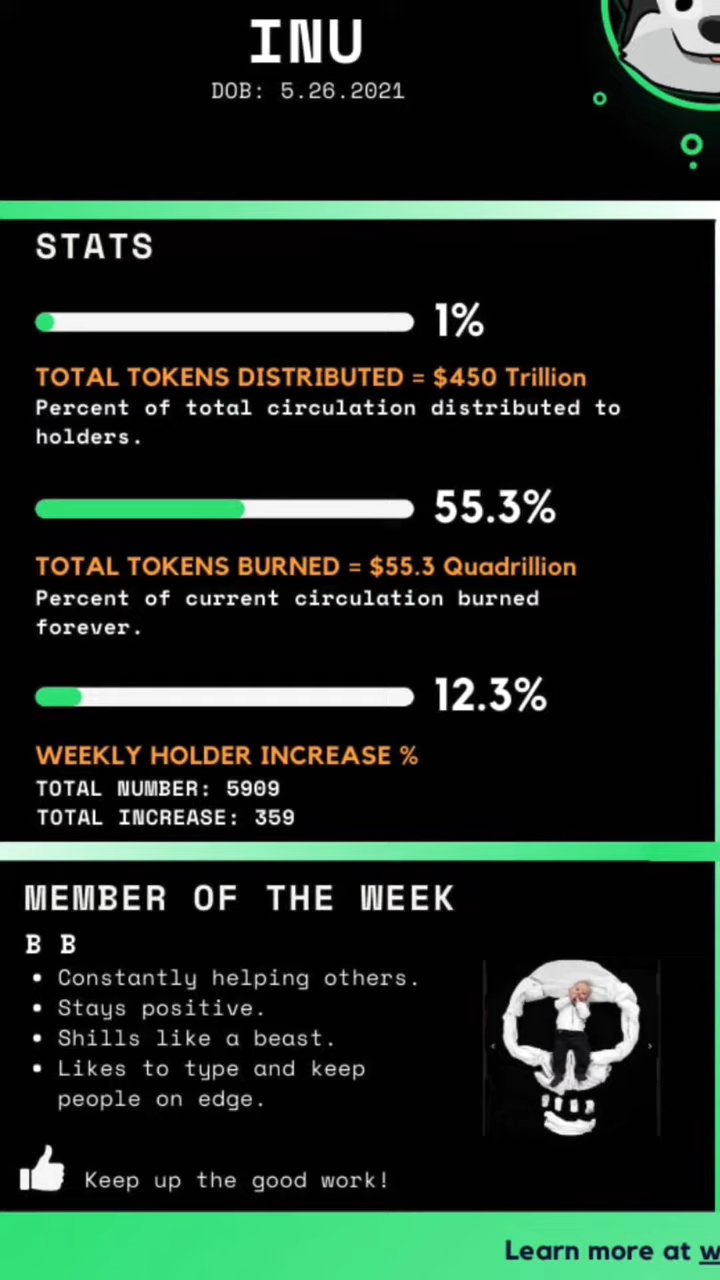 INU
DOB: 5.26.2021
STATS
1%
TOTAL TOKENS DISTRIBUTED = $450 Trillion
Percent of total circulation distributed to
holders.
55.3%
TOTAL TOKENS BURNED = $55.3 Quadrillion
Percent of current circulation burned
forever.
12.3%
WEEKLY HOLDER INCREASE %
TOTAL NUMBER: 5909
TOTAL INCREASE: 359
MEMBER OF THE WEEK
B B
• Constantly helping others.
• Stays positive.
• Shills like a beast.
• Likes to type and keep
people on edge.
Keep up the good work!
Learn more at